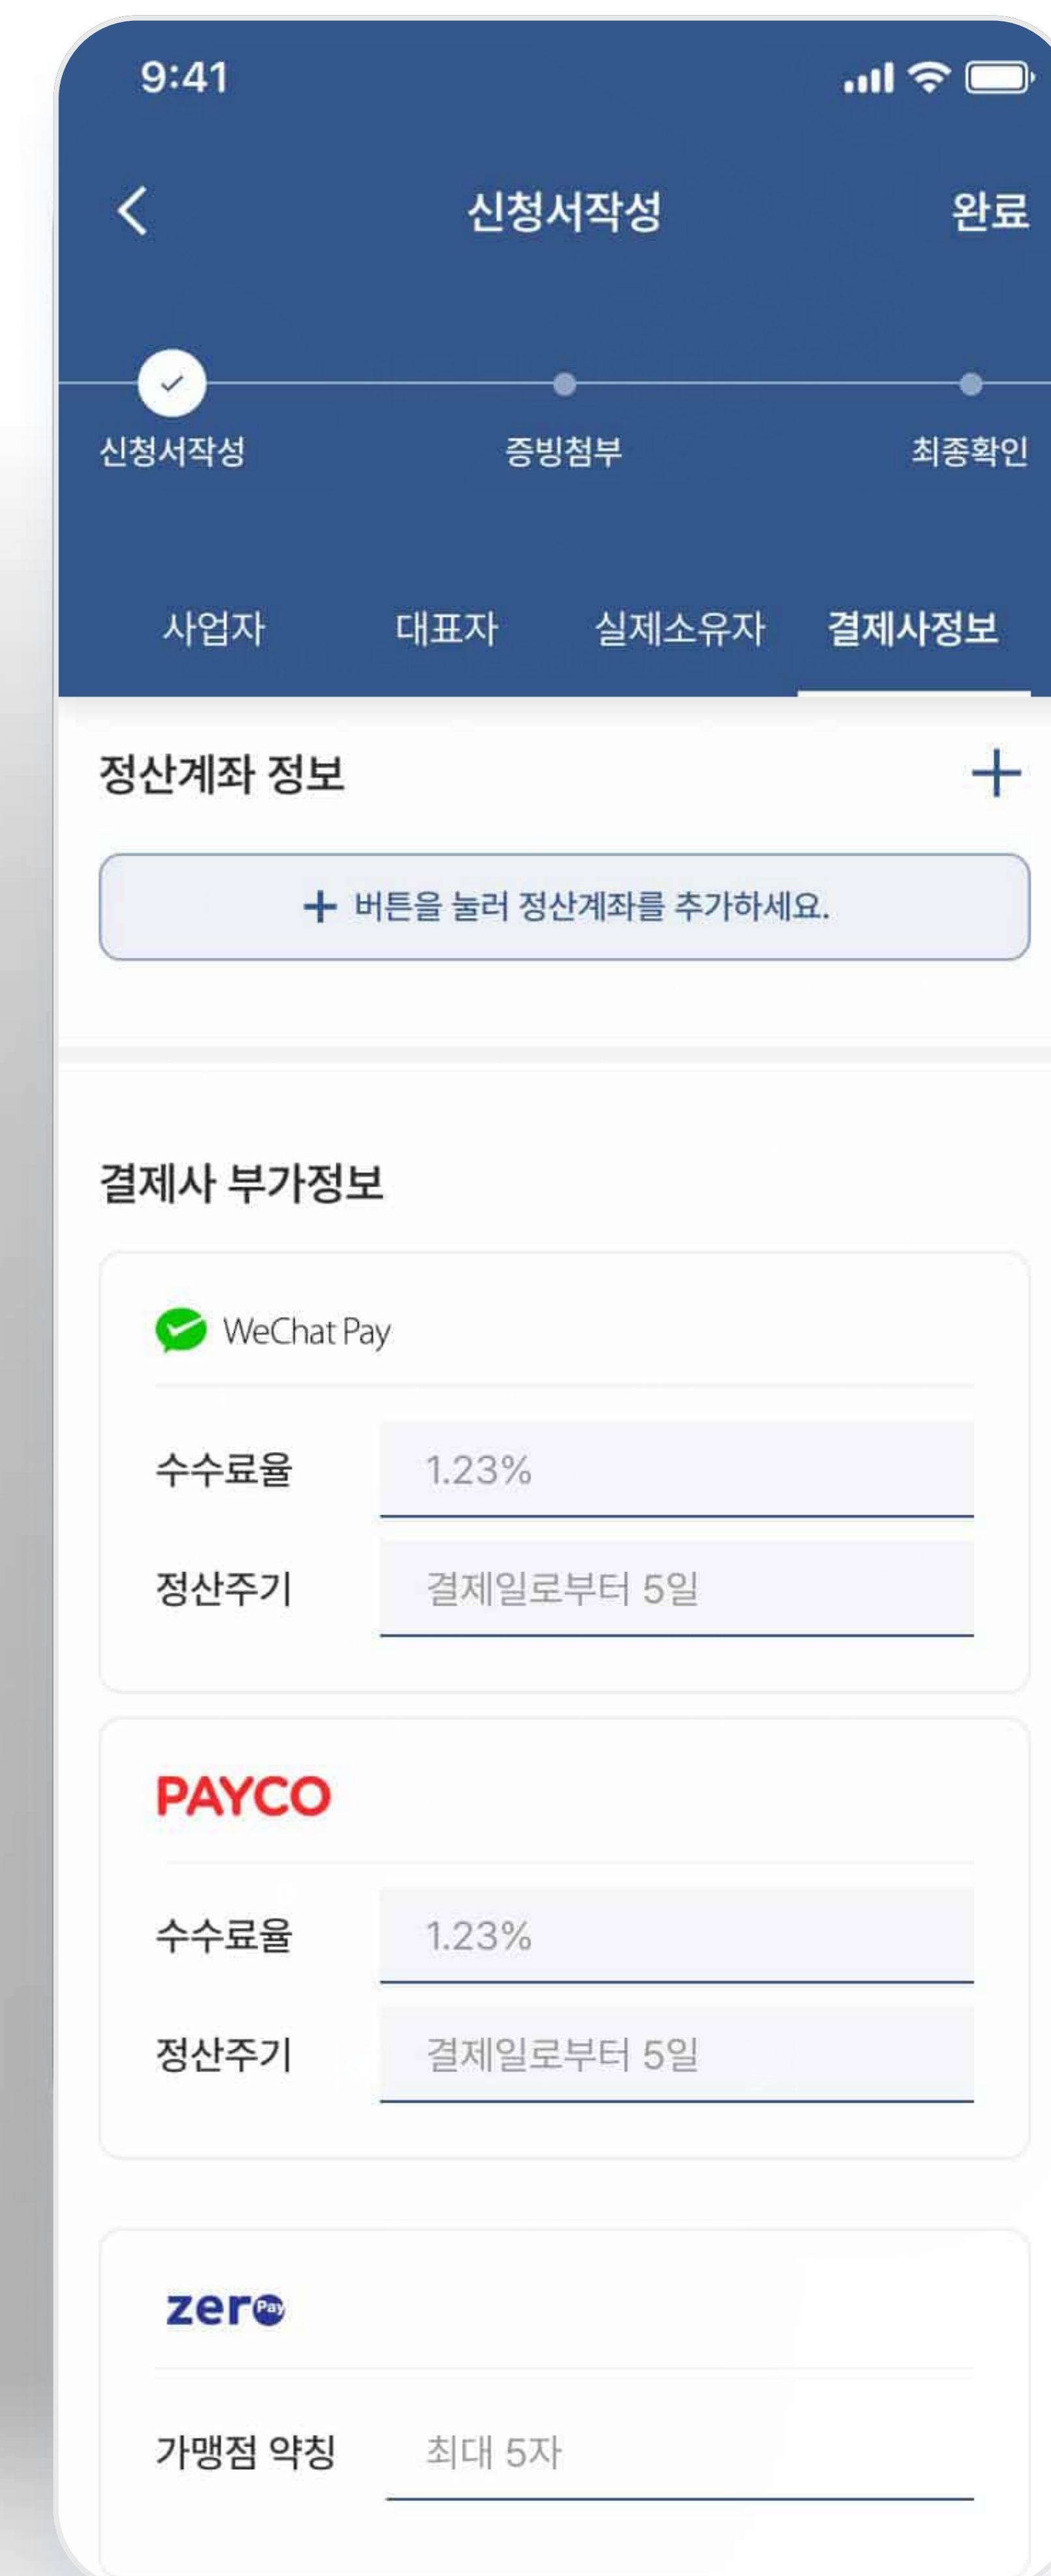 9:41
신청서작성 완료
신청서작성 증빙첨부 최종확인
사업자 대표자 실제소유자 결제사정보
정산계좌 정보 +
+ 버튼을 눌러 정산계좌를 추가하세요.
결제사 부가정보
WeChat Pay
수수료율 1.23%
정산주기 결제일로부터 5일
PAYCO
수수료율 1.23%
정산주기 결제일로부터 5일
zero Pay
가맹점 약칭 최대 5자